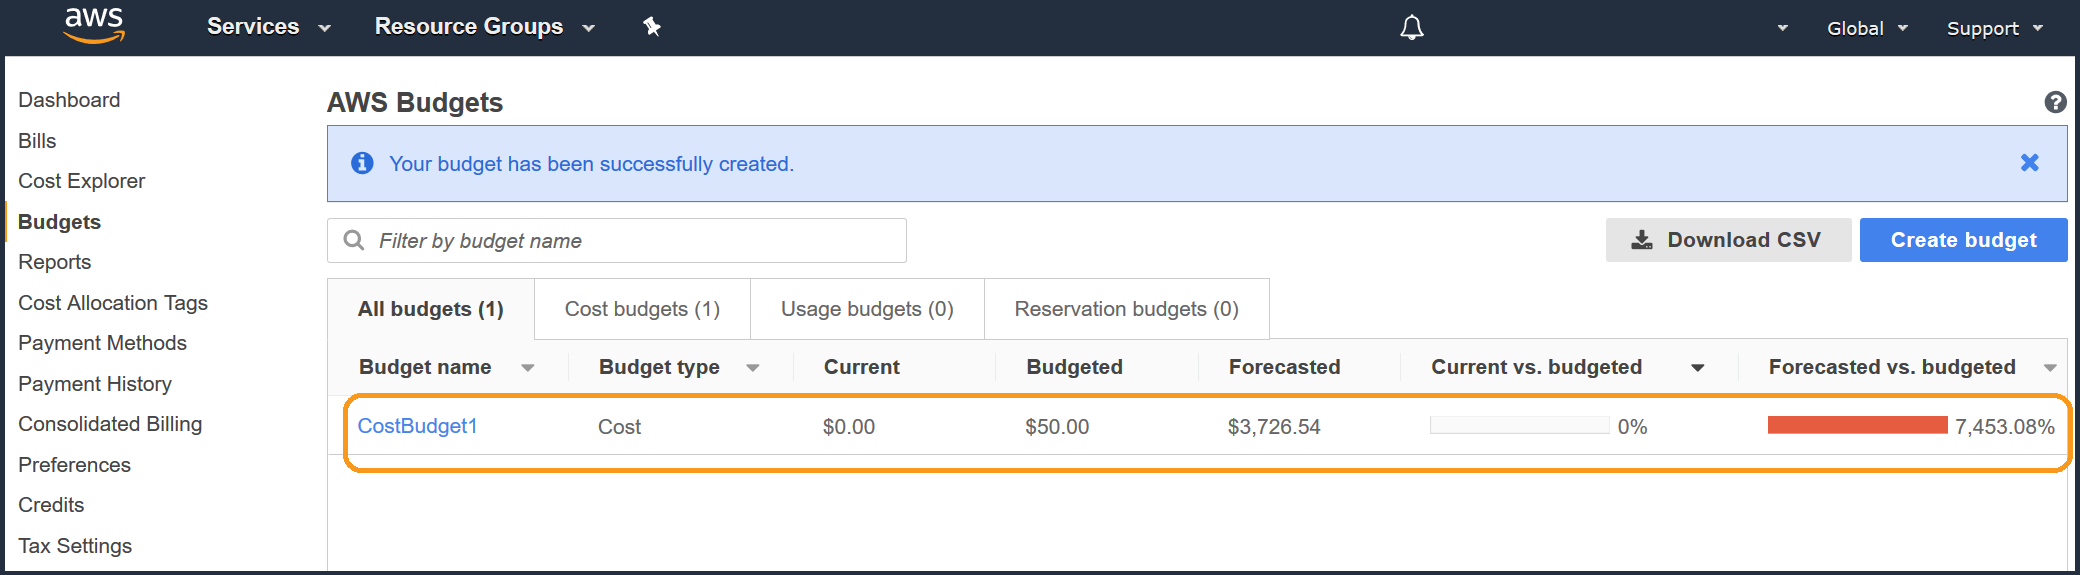 aws Services Resource Groups Global Support
Dashboard
Bills
Cost Explorer
Budgets
Reports
Cost Allocation Tags
Payment Methods
Payment History
Consolidated Billing
Preferences
Credits
Tax Settings
AWS Budgets
Your budget has been successfully created.
Filter by budget name
Download CSV Create budget
All budgets (1) Cost budgets (1) Usage budgets (0) Reservation budgets (0)
Budget name Budget type Current Budgeted Forecasted Current vs. budgeted Forecasted vs. budgeted
CostBudget1 Cost $0.00 $50.00 $3,726.54 0% 7,453.08%